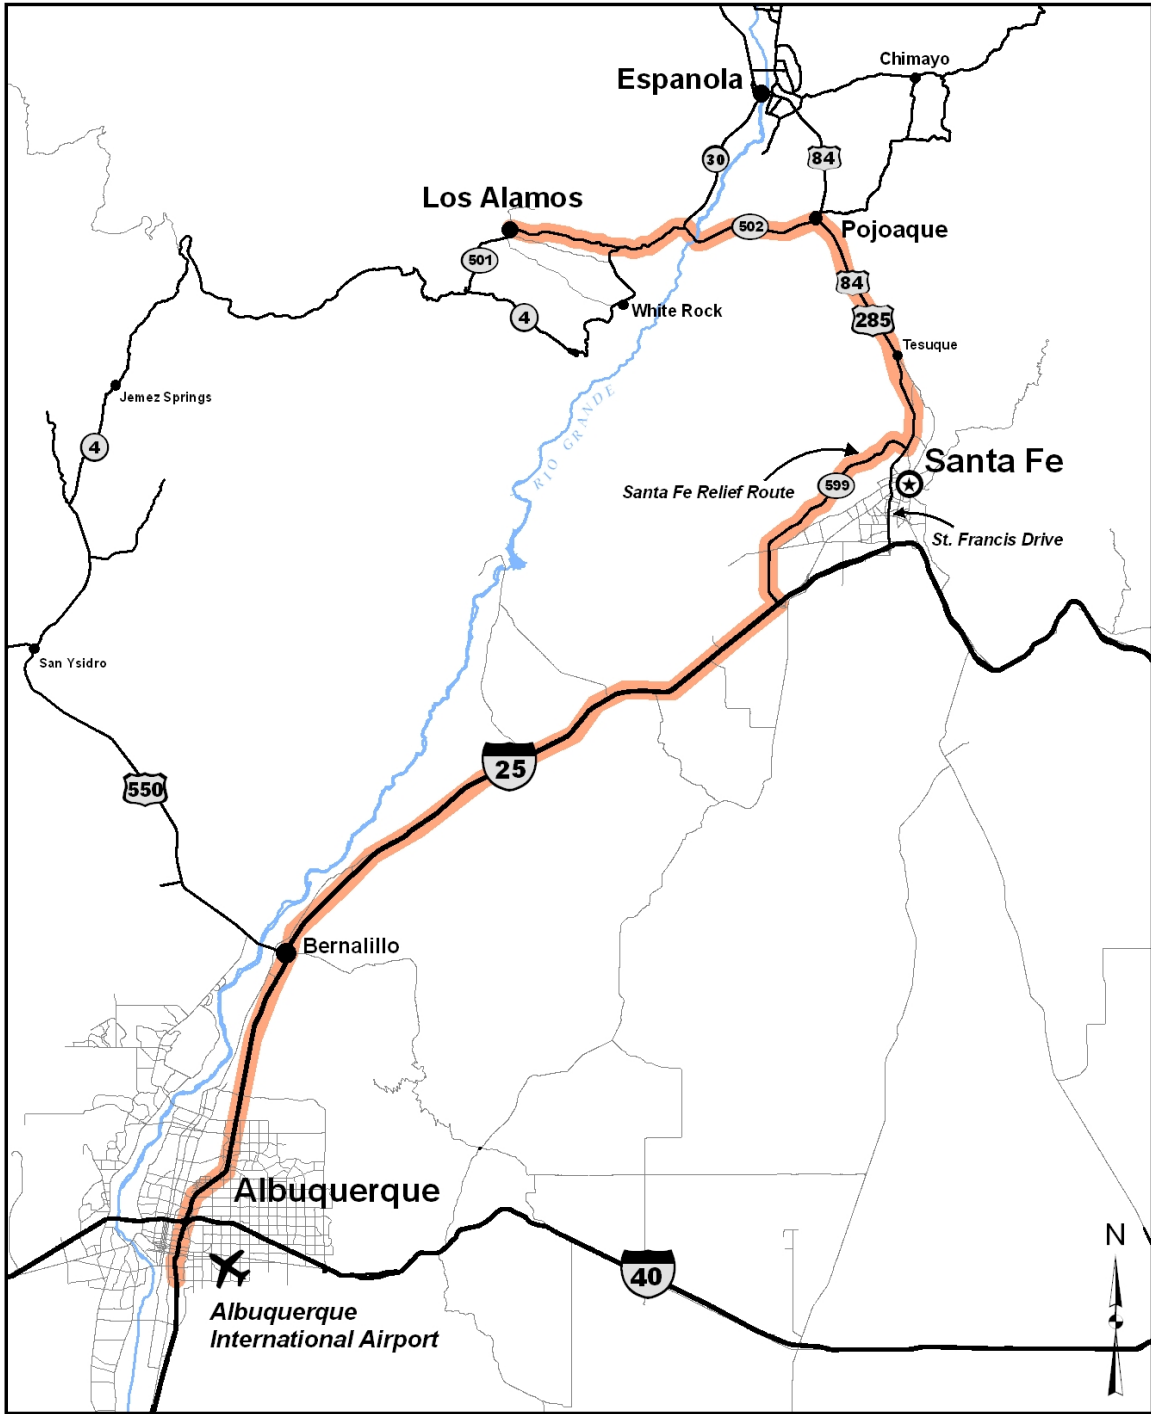 Chimayo
Espanola
30
84
Los Alamos
502
Pojoaque
501
84
4
White Rock
285
Tesuque
Jemez Springs
RIO GRANDE
4
Santa Fe
599
Santa Fe Relief Route
St. Francis Drive
San Ysidro
25
550
Bernalillo
Albuquerque
N
40
Albuquerque
International Airport